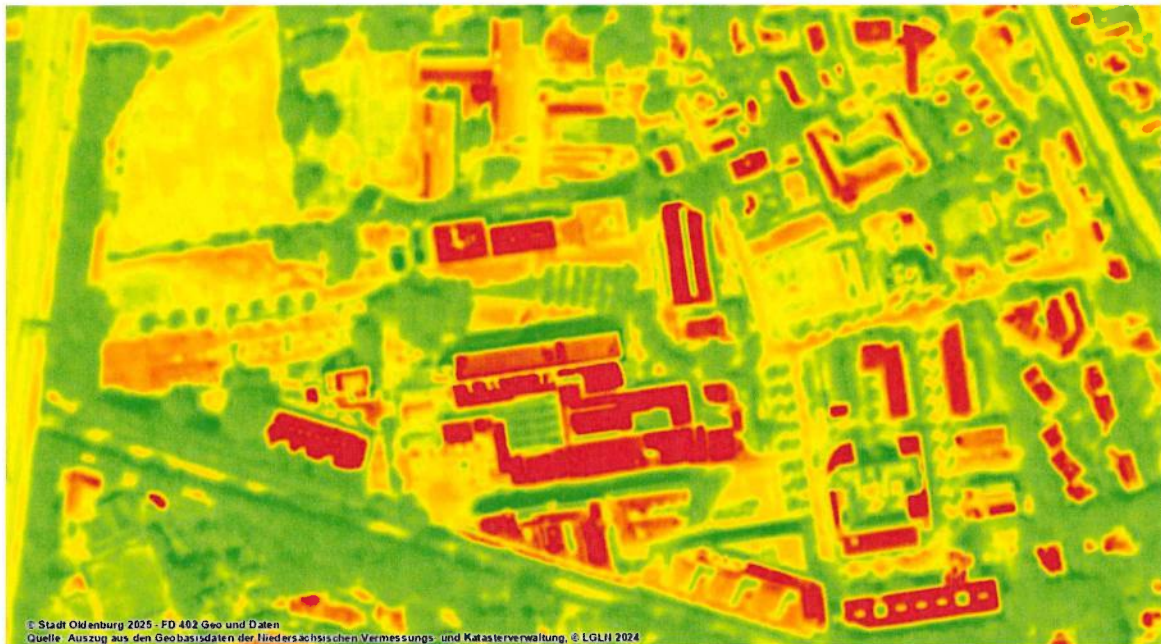 © Stadt Oldenburg 2025 - FD 402 Geo und Daten
Quelle: Auszug aus den Geobasisdaten der Niedersächsischen Vermessungs- und Katasterverwaltung, © LGLN 2024